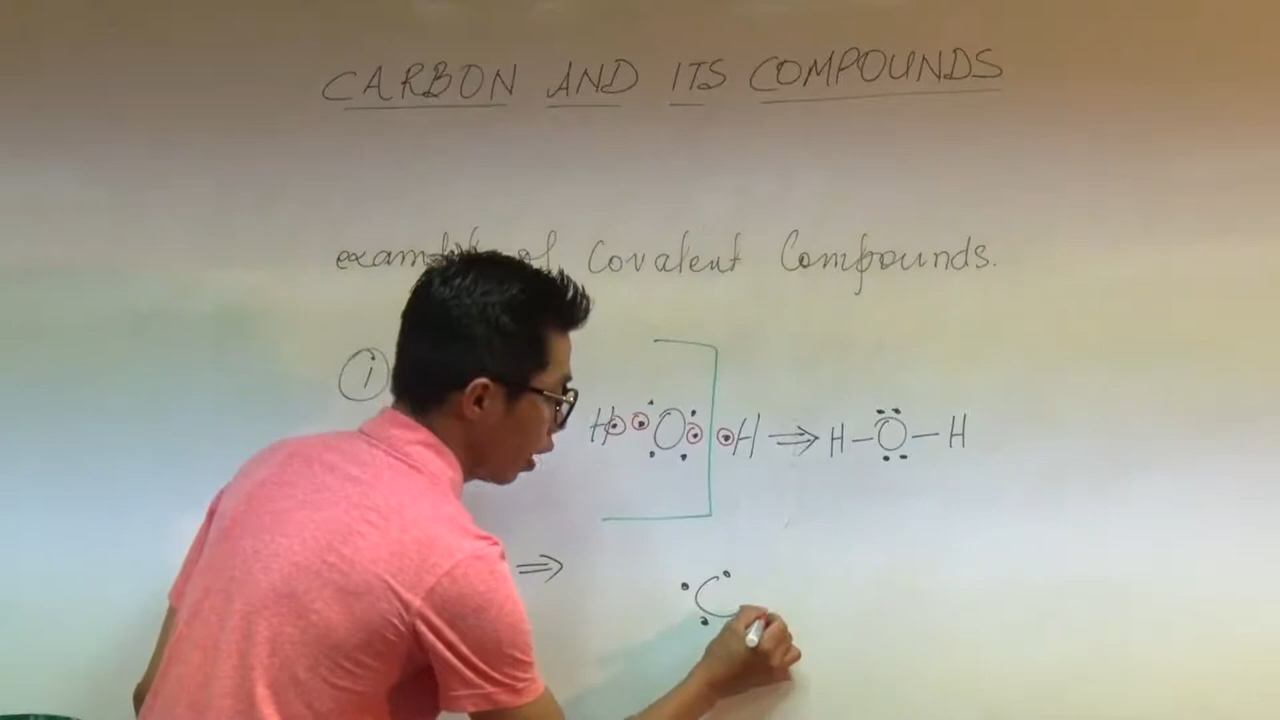 CARBON AND ITS COMPOUNDS
of Covalent Compounds.
i
H O H ⇒ H–O–H
⇒ C